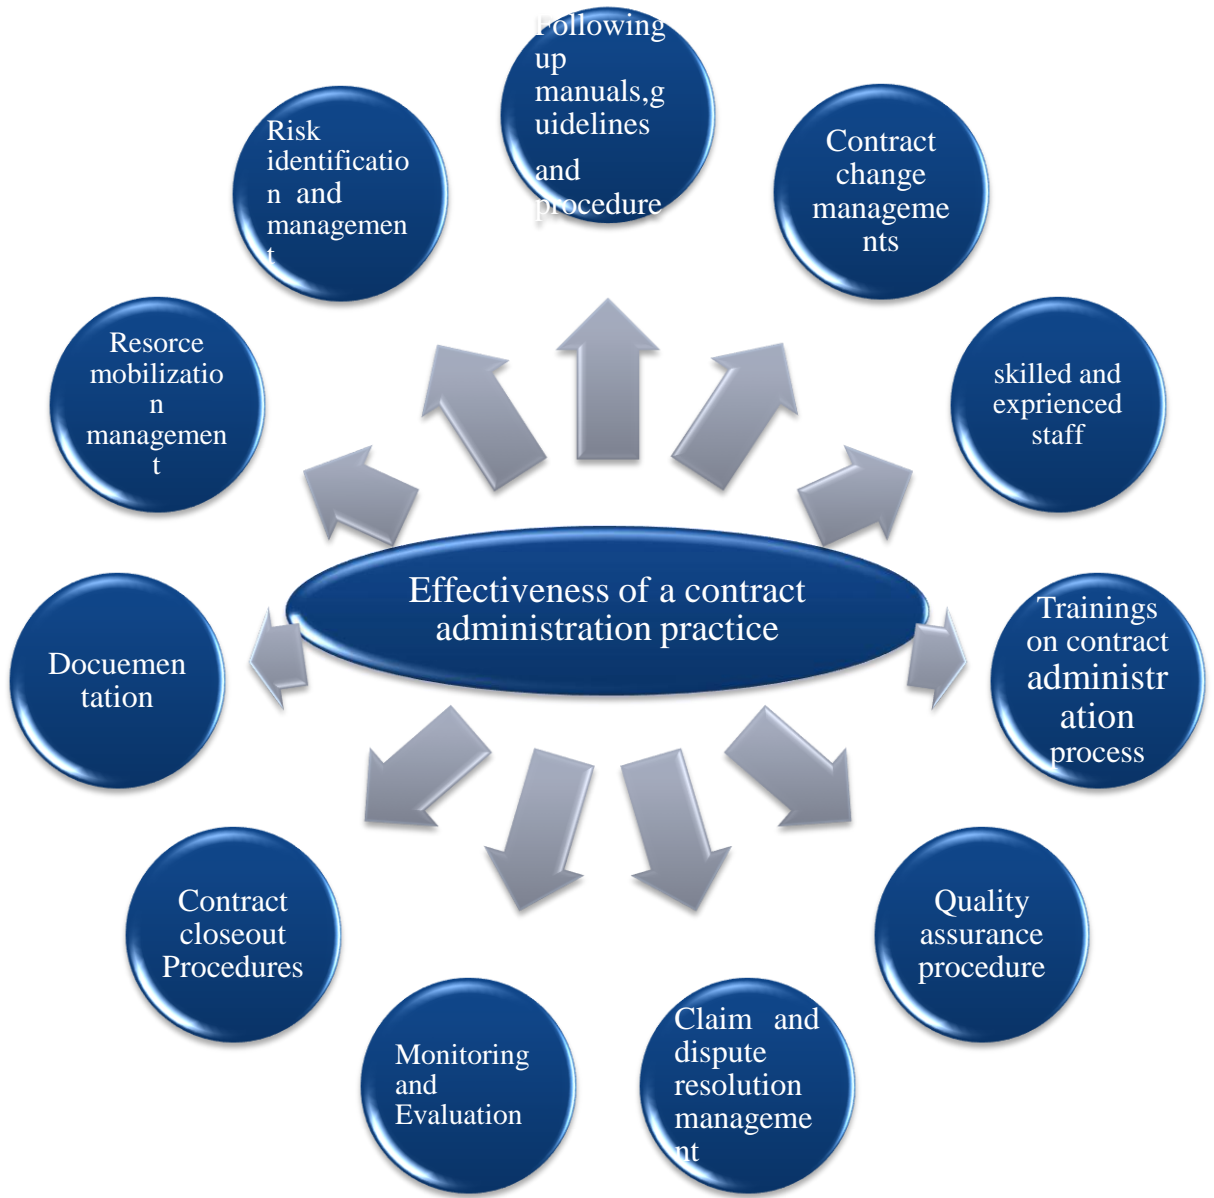 Following
up
manuals,g
uidelines
and
procedure
Contract
change
manageme
nts
skilled and
exprienced
staff
Trainings
on contract
administr
ation
process
Quality
assurance
procedure
Claim and
dispute
resolution
manageme
nt
Monitoring
and
Evaluation
Contract
closeout
Procedures
Docuemen
tation
Resorce
mobilizatio
n
managemen
t
Risk
identificatio
n and
managemen
t
Effectiveness of a contract
administration practice